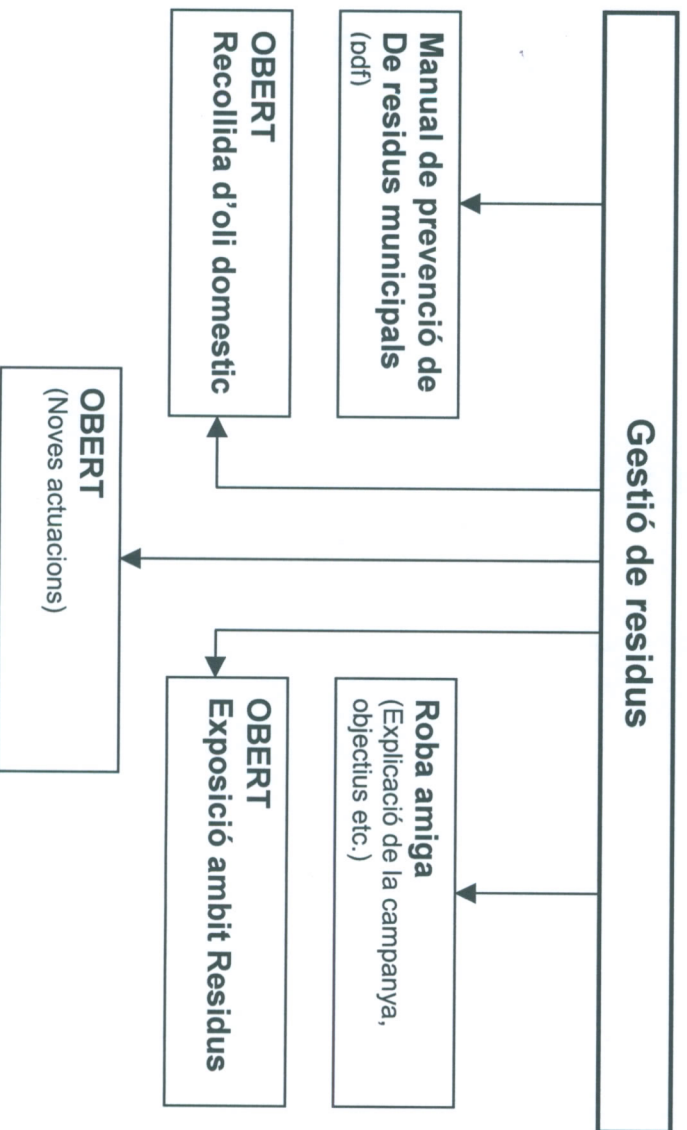 Gestió de residus
Manual de prevenció de
De residus municipals
(pdf)
Roba amiga
(Explicació de la campanya,
objectius etc.)
OBERT
Recollida d'oli domestic
OBERT
Exposició ambit Residus
OBERT
(Noves actuacions)